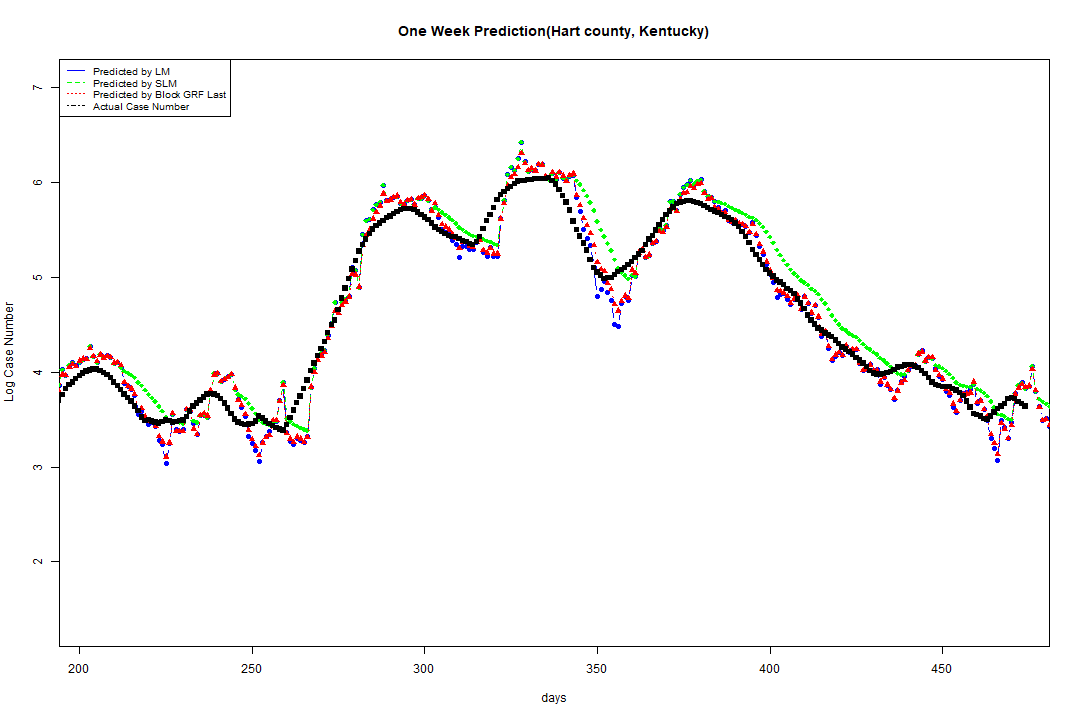 One Week Prediction(Hart county, Kentucky)
Predicted by LM
Predicted by SLM
Predicted by Block GRF Last
Actual Case Number
7
6
5
4
3
2
Log Case Number
200 250 300 350 400 450
days